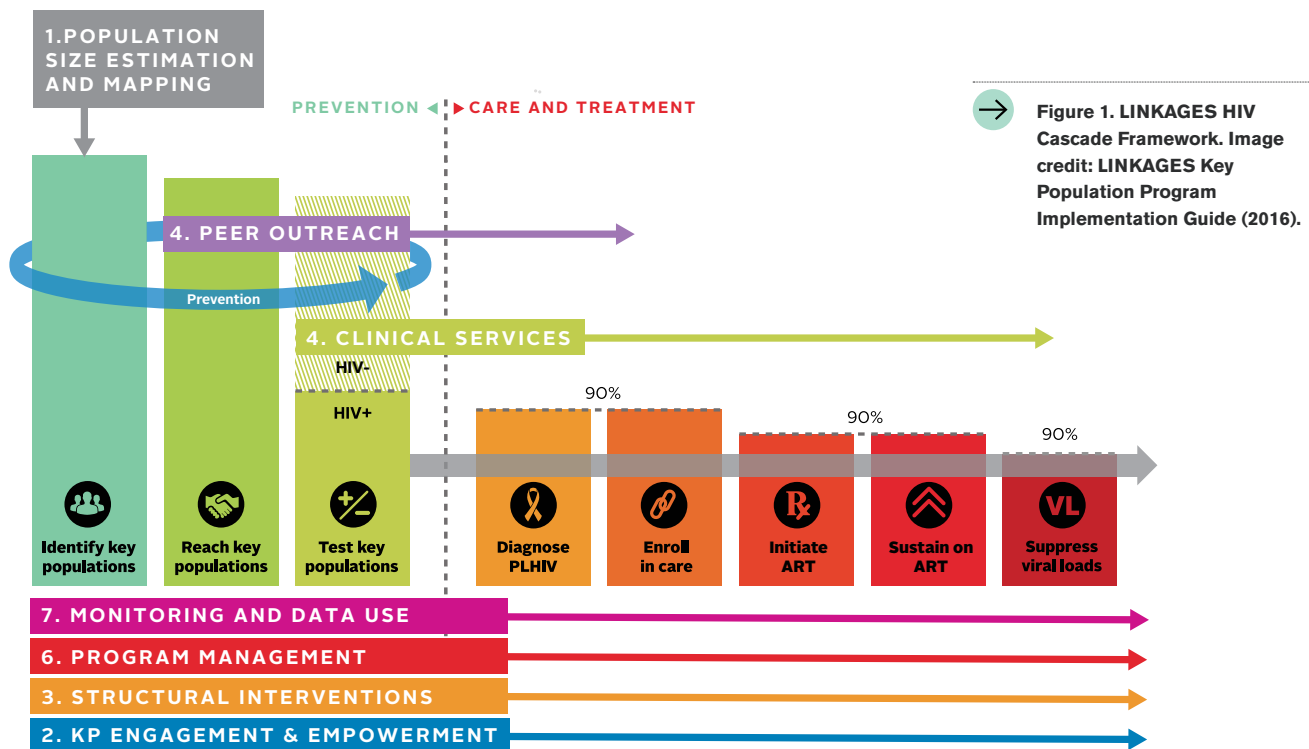 1.POPULATION
SIZE ESTIMATION
AND MAPPING
PREVENTION
CARE AND TREATMENT
Figure 1. LINKAGES HIV
Cascade Framework. Image
credit: LINKAGES Key
Population Program
Implementation Guide (2016).
4. PEER OUTREACH
Prevention
4. CLINICAL SERVICES
HIV-
HIV+
90%
90%
90%
Identify key
populations
Reach key
populations
+/-
Test key
populations
Diagnose
PLHIV
Enroll
in care
Rx
Initiate
ART
Sustain on
ART
VL
Suppress
viral loads
7. MONITORING AND DATA USE
6. PROGRAM MANAGEMENT
3. STRUCTURAL INTERVENTIONS
2. KP ENGAGEMENT & EMPOWERMENT